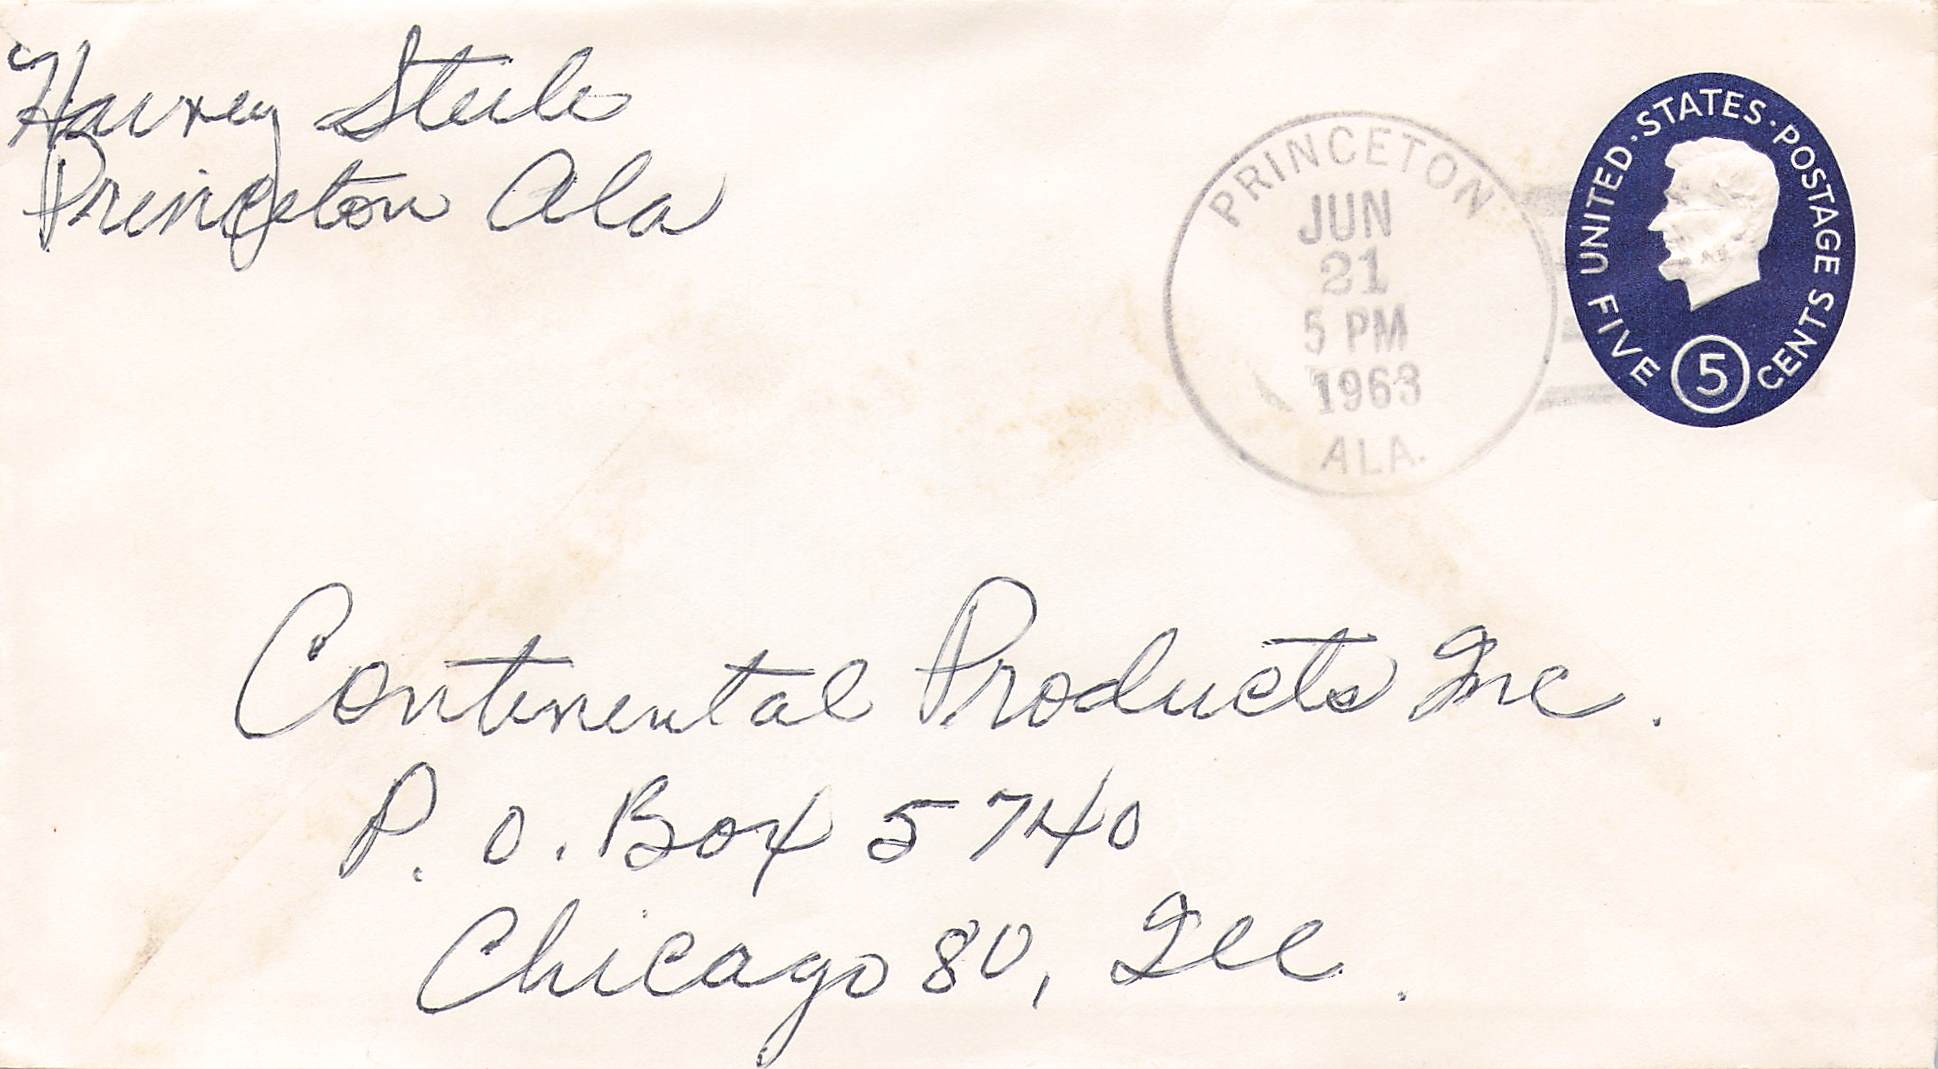 Harvey Steele
Princeton Ala
PRINCETON
JUN
21
5 PM
1963
ALA.
UNITED · STATES · POSTAGE
FIVE 5 CENTS
Continental Products Inc.
P. O. Box 5740
Chicago 80, Ill.